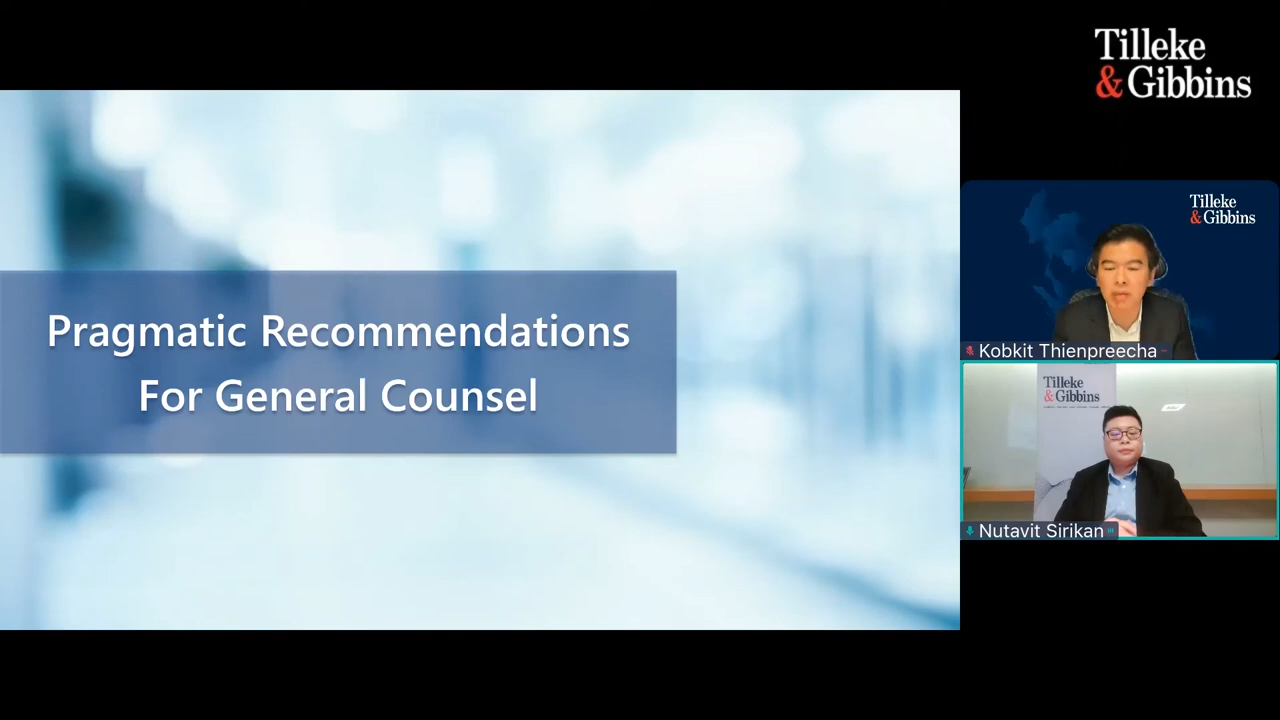 Tilleke
& Gibbins
Pragmatic Recommendations
For General Counsel
Tilleke
& Gibbins
Kobkit Thienpreecha
Tilleke
& Gibbins
Nutavit Sirikan